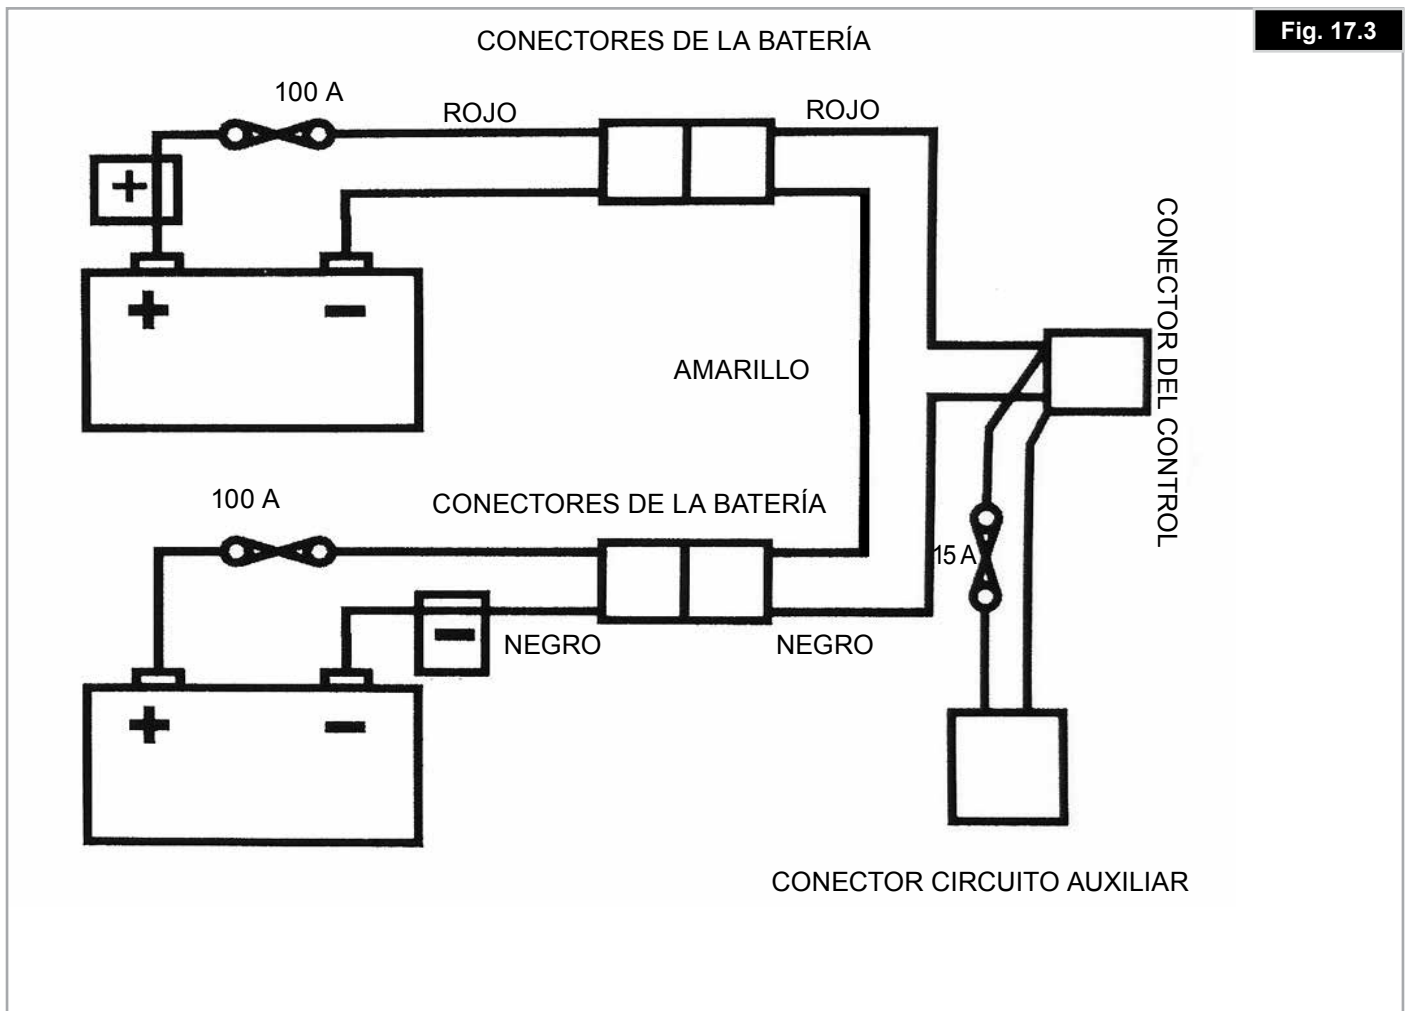 Fig. 17.3
CONECTORES DE LA BATERÍA
100 A
ROJO
ROJO
+
+ −
CONECTOR DEL CONTROL
AMARILLO
100 A
CONECTORES DE LA BATERÍA
15 A
−
NEGRO
NEGRO
+ −
CONECTOR CIRCUITO AUXILIAR